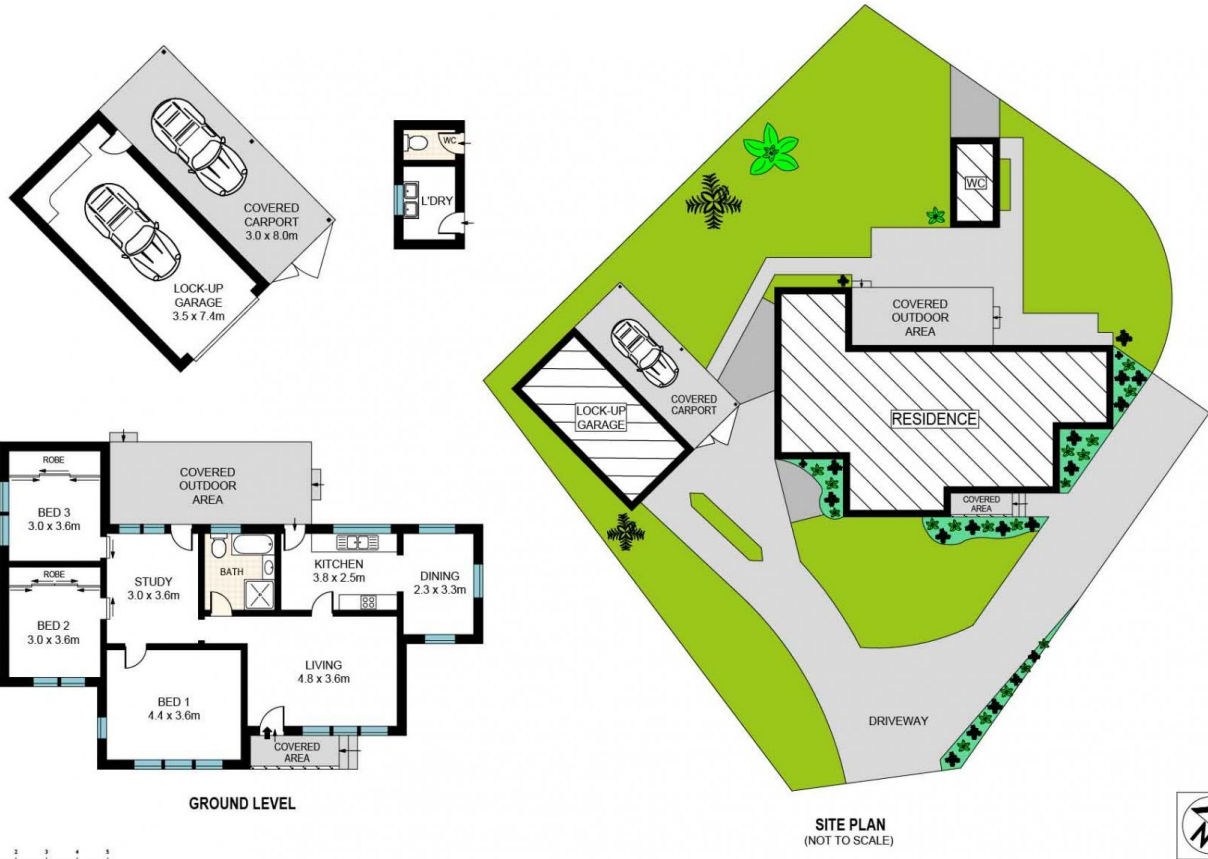 COVERED
CARPORT
3.0 x 8.0m
LOCK-UP
GARAGE
3.5 x 7.4m
WC
L'DRY
ROBE
BED 3
3.0 x 3.6m
ROBE
BED 2
3.0 x 3.6m
COVERED
OUTDOOR
AREA
STUDY
3.0 x 3.6m
BATH
KITCHEN
3.8 x 2.5m
DINING
2.3 x 3.3m
LIVING
4.8 x 3.6m
BED 1
4.4 x 3.6m
COVERED
AREA
GROUND LEVEL
2 3 4 5
WC
COVERED
OUTDOOR
AREA
LOCK-UP
GARAGE
COVERED
CARPORT
RESIDENCE
COVERED
AREA
DRIVEWAY
SITE PLAN
(NOT TO SCALE)
N